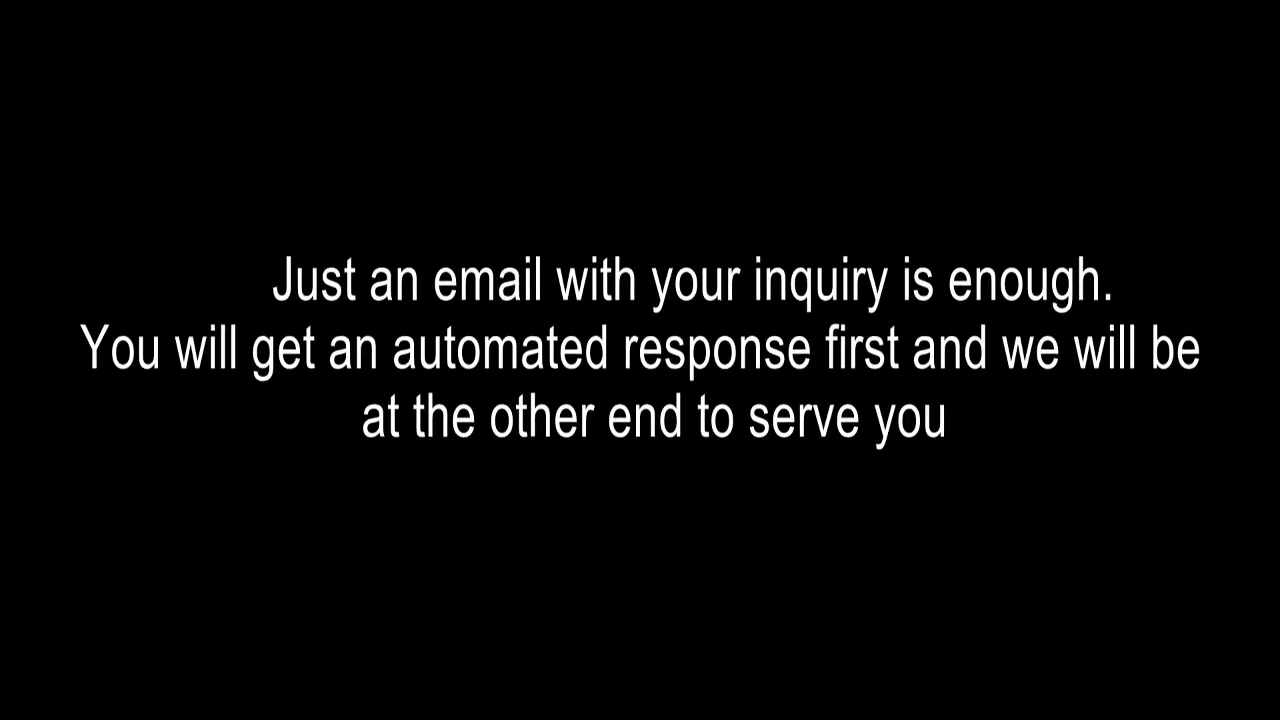 Just an email with your inquiry is enough.
You will get an automated response first and we will be
at the other end to serve you